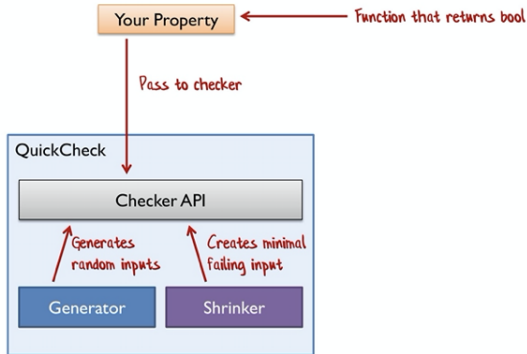 Your Property
Function that returns bool
Pass to checker
QuickCheck
Checker API
Generates
random inputs
Creates minimal
failing input
Generator
Shrinker